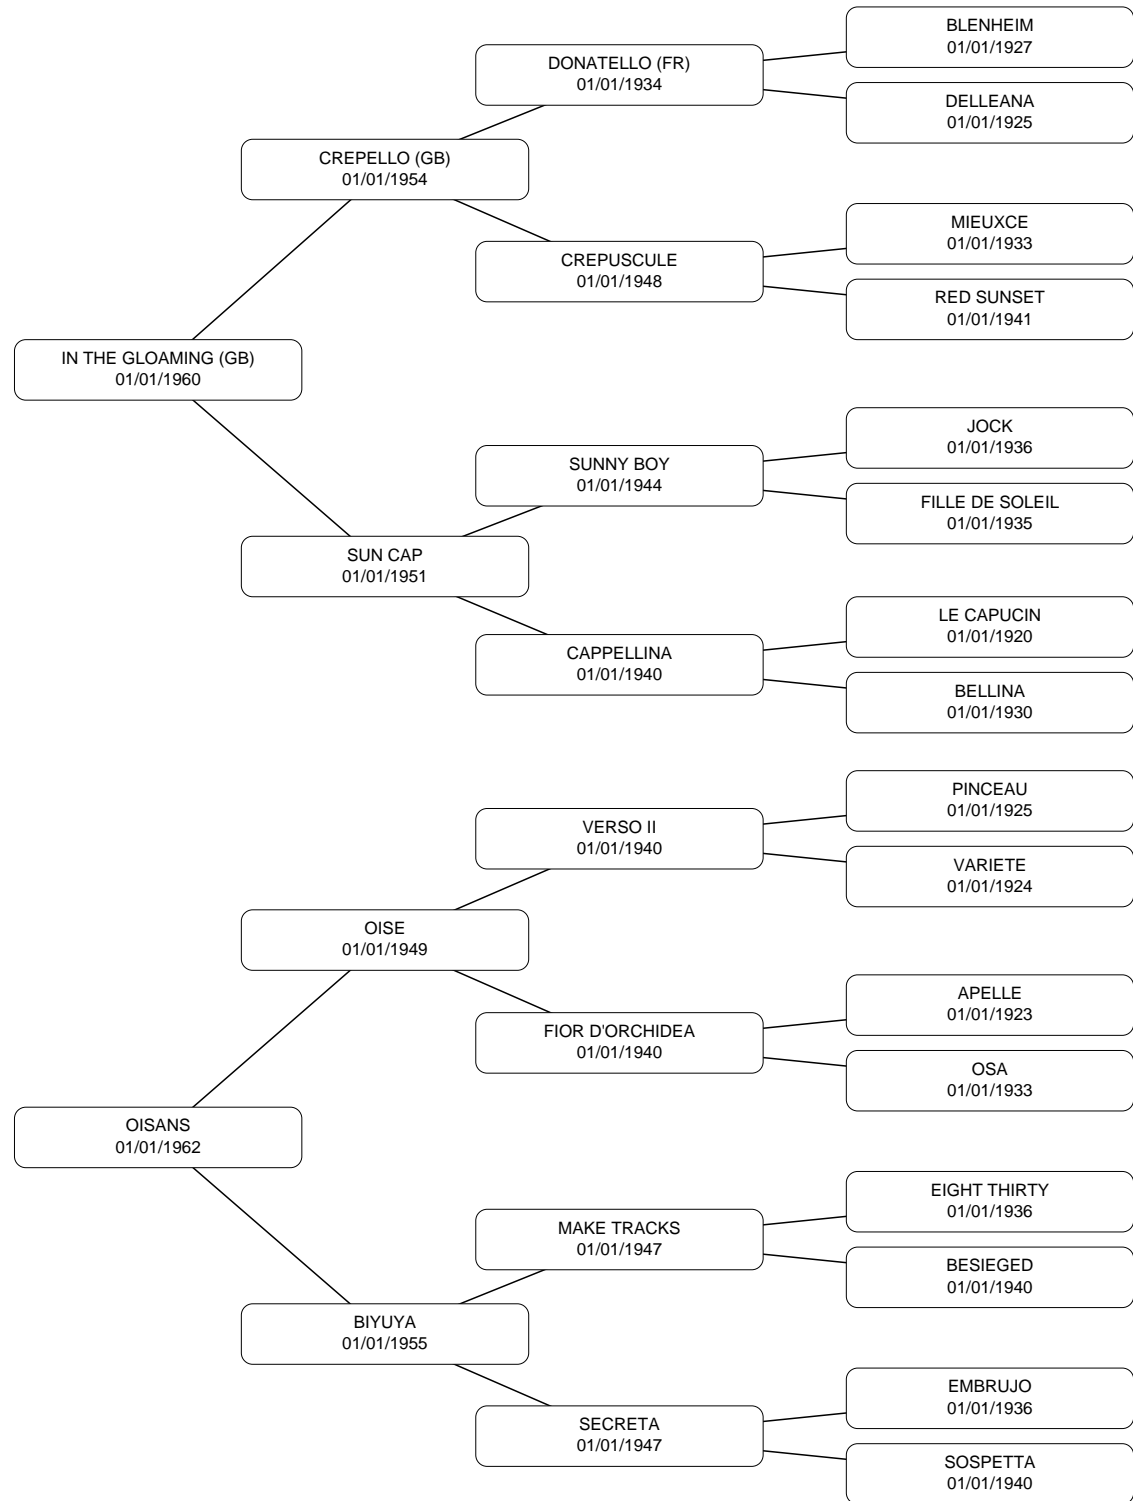 BLENHEIM
01/01/1927
DONATELLO (FR)
01/01/1934
DELLEANA
01/01/1925
CREPELLO (GB)
01/01/1954
MIEUXCE
01/01/1933
CREPUSCULE
01/01/1948
RED SUNSET
01/01/1941
IN THE GLOAMING (GB)
01/01/1960
JOCK
01/01/1936
SUNNY BOY
01/01/1944
FILLE DE SOLEIL
01/01/1935
SUN CAP
01/01/1951
LE CAPUCIN
01/01/1920
CAPPELLINA
01/01/1940
BELLINA
01/01/1930
PINCEAU
01/01/1925
VERSO II
01/01/1940
VARIETE
01/01/1924
OISE
01/01/1949
APELLE
01/01/1923
FIOR D'ORCHIDEA
01/01/1940
OSA
01/01/1933
OISANS
01/01/1962
EIGHT THIRTY
01/01/1936
MAKE TRACKS
01/01/1947
BESIEGED
01/01/1940
BIYUYA
01/01/1955
EMBRUJO
01/01/1936
SECRETA
01/01/1947
SOSPETTA
01/01/1940